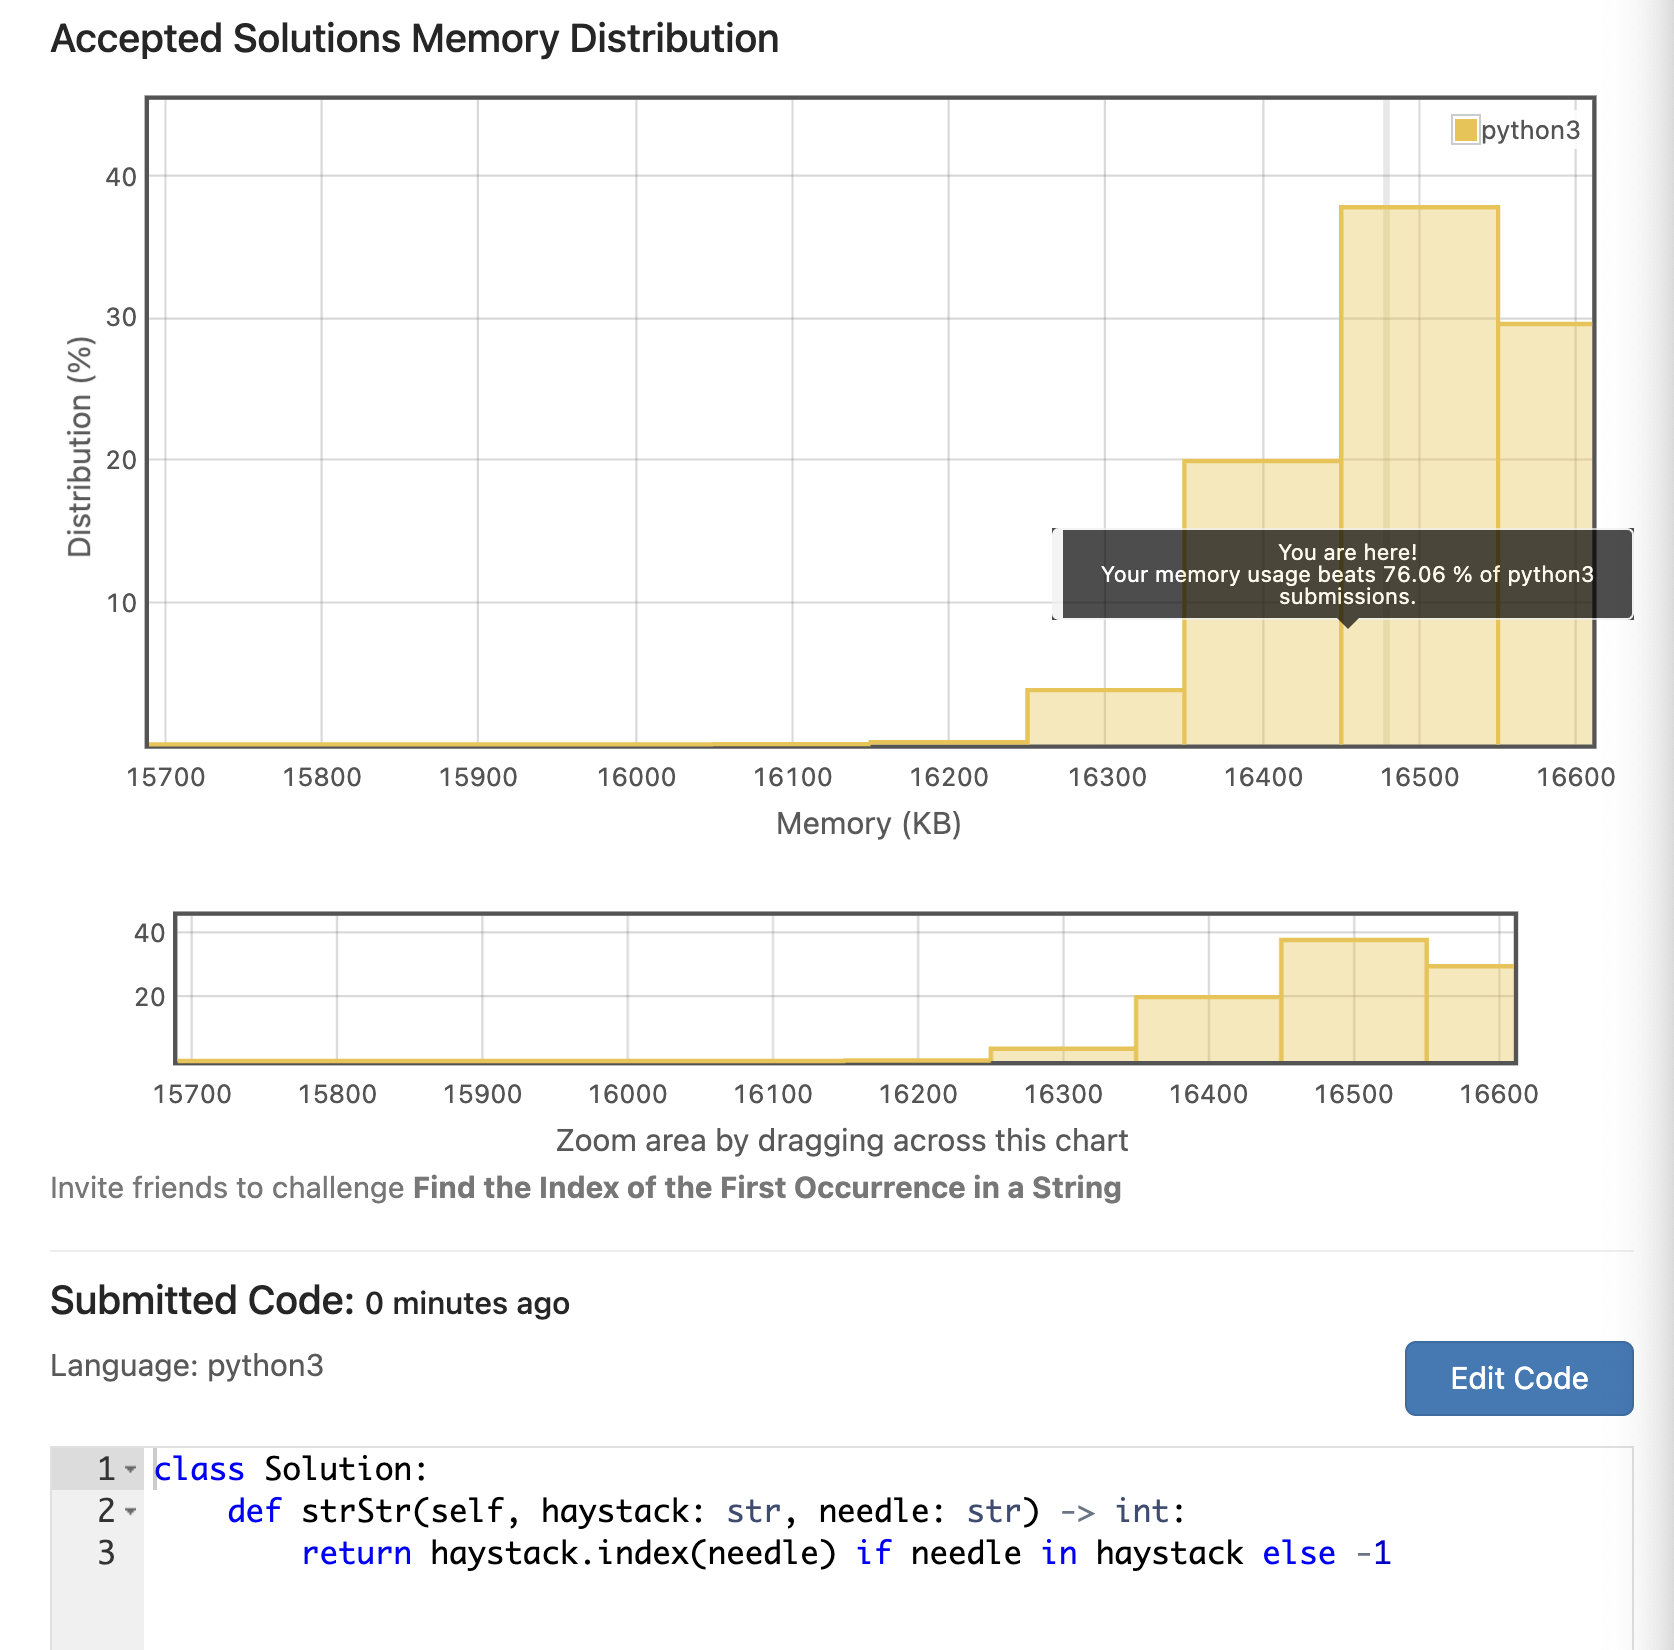 Accepted Solutions Memory Distribution
python3
40
30
20
10
Distribution (%)
You are here!
Your memory usage beats 76.06 % of python3
submissions.
15700 15800 15900 16000 16100 16200 16300 16400 16500 16600
Memory (KB)
40
20
15700 15800 15900 16000 16100 16200 16300 16400 16500 16600
Zoom area by dragging across this chart
Invite friends to challenge Find the Index of the First Occurrence in a String
Submitted Code: 0 minutes ago
Language: python3
Edit Code
1 class Solution:
2     def strStr(self, haystack: str, needle: str) -> int:
3         return haystack.index(needle) if needle in haystack else -1